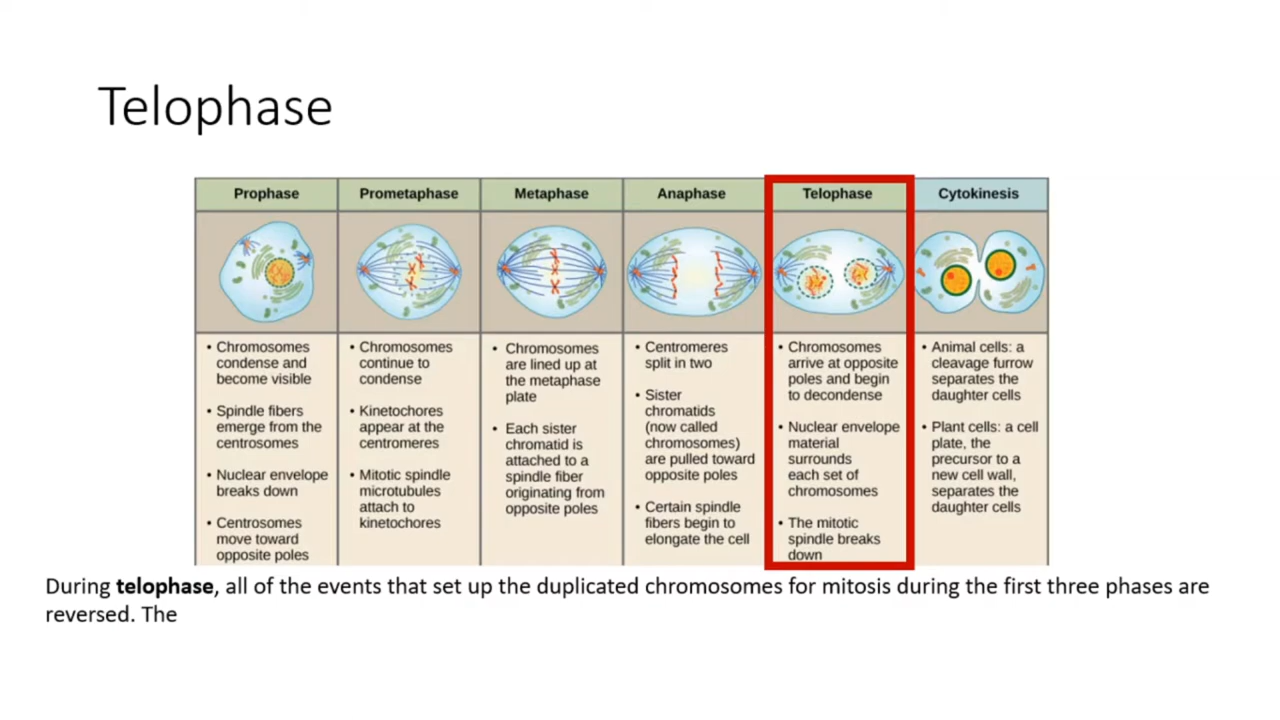 Telophase
Prophase
Prometaphase
Metaphase
Anaphase
Telophase
Cytokinesis
• Chromosomes
condense and
become visible
• Spindle fibers
emerge from the
centrosomes
• Nuclear envelope
breaks down
• Centrosomes
move toward
opposite poles
• Chromosomes
continue to
condense
• Kinetochores
appear at the
centromeres
• Mitotic spindle
microtubules
attach to
kinetochores
• Chromosomes
are lined up at
the metaphase
plate
• Each sister
chromatid is
attached to a
spindle fiber
originating from
opposite poles
• Centromeres
split in two
• Sister
chromatids
(now called
chromosomes)
are pulled toward
opposite poles
• Certain spindle
fibers begin to
elongate the cell
• Chromosomes
arrive at opposite
poles and begin
to decondense
• Nuclear envelope
material
surrounds
each set of
chromosomes
• The mitotic
spindle breaks
down
• Animal cells: a
cleavage furrow
separates the
daughter cells
• Plant cells: a cell
plate, the
precursor to a
new cell wall,
separates the
daughter cells
During telophase, all of the events that set up the duplicated chromosomes for mitosis during the first three phases are
reversed. The